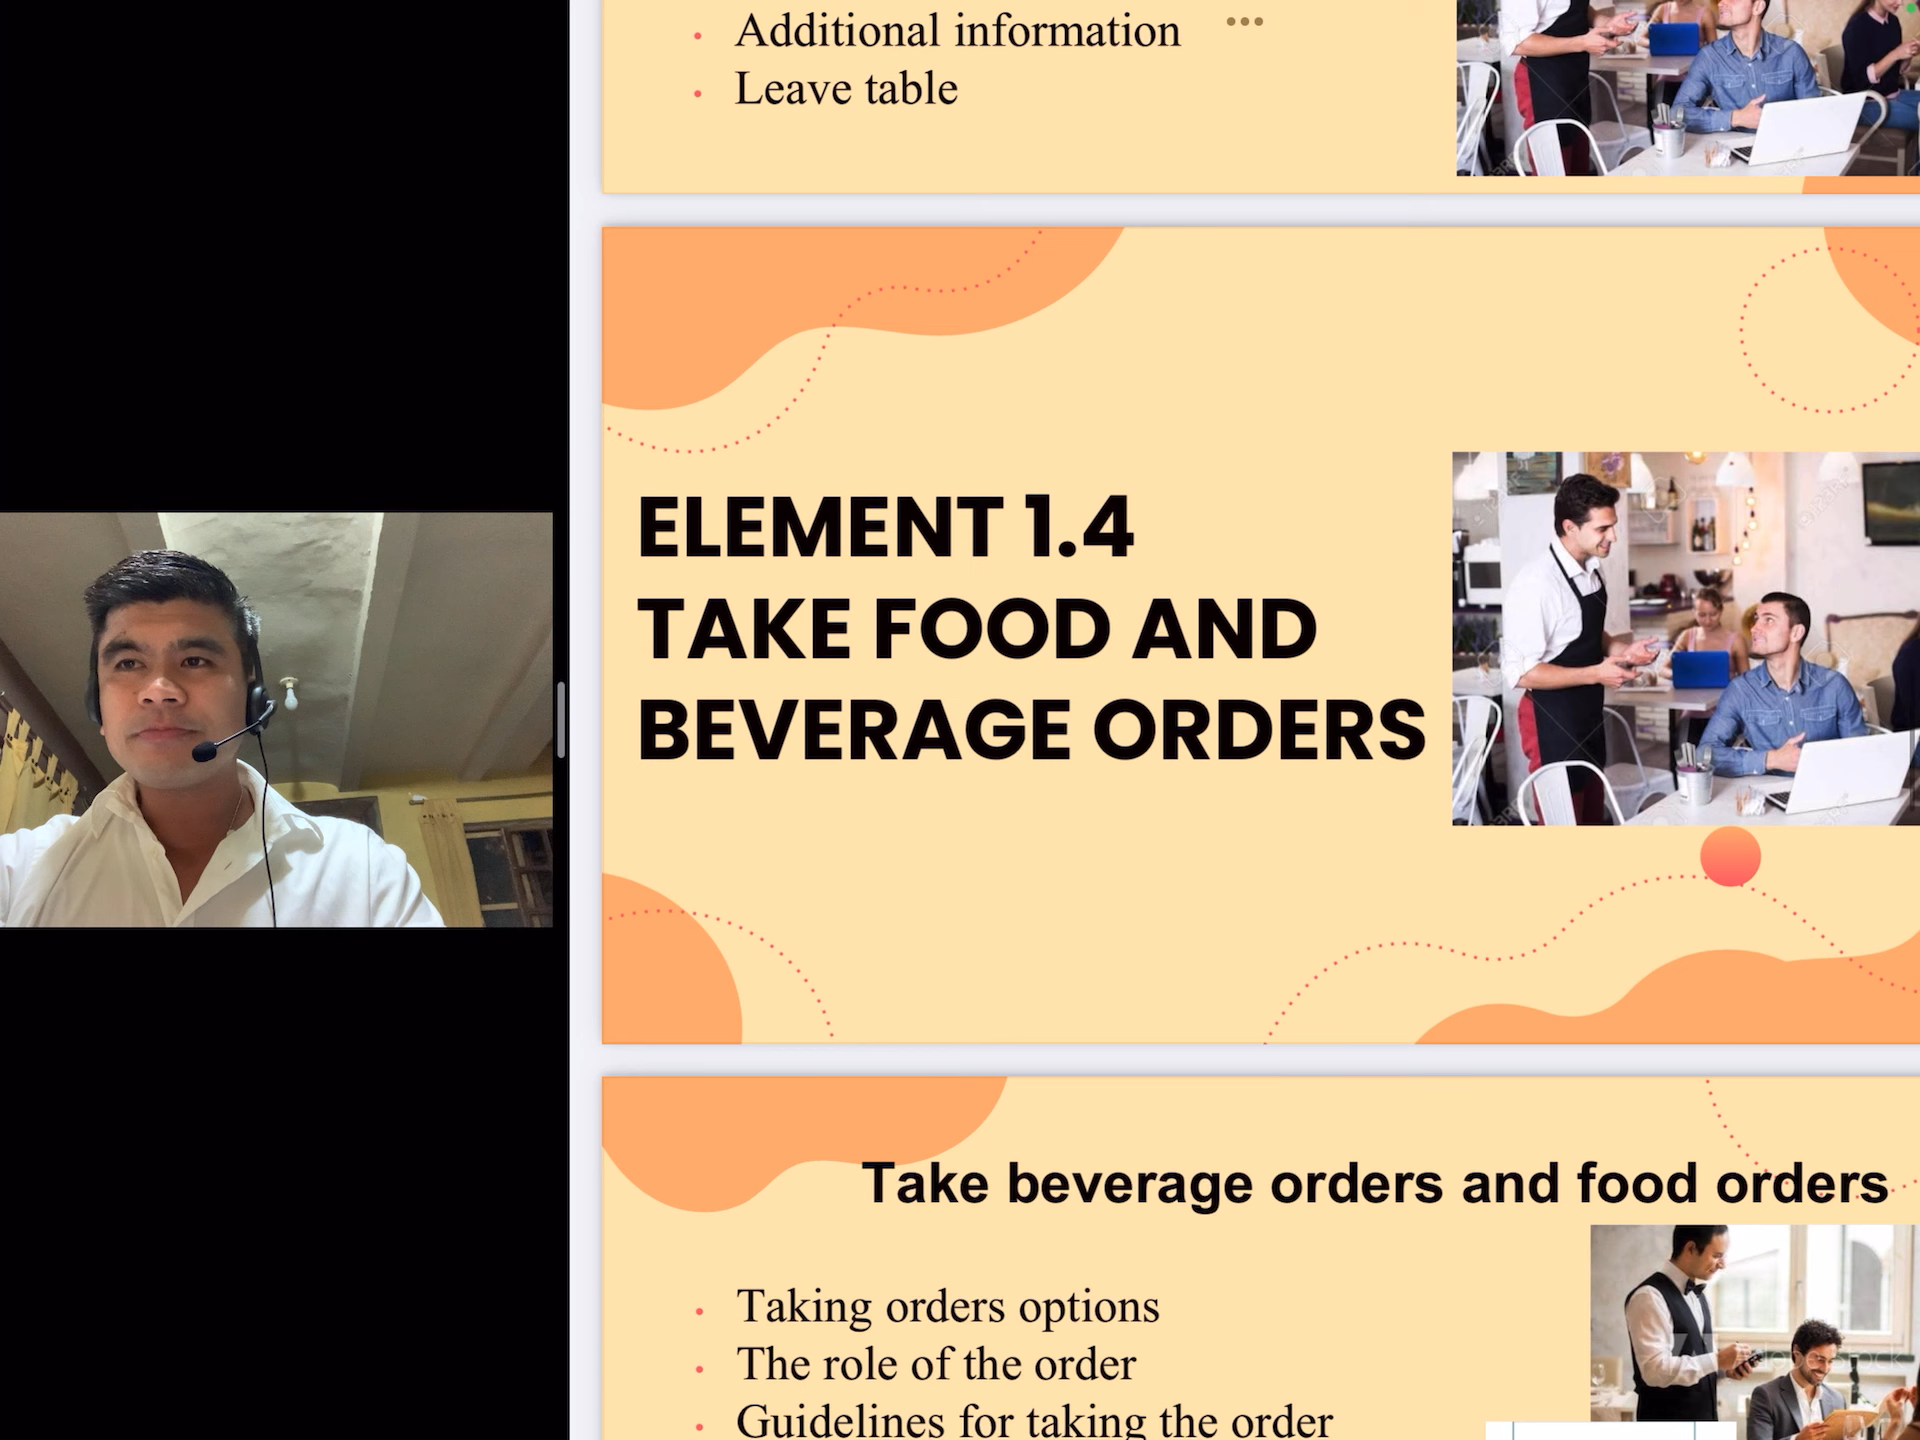 Additional information
Leave table
ELEMENT 1.4
TAKE FOOD AND
BEVERAGE ORDERS
Take beverage orders and food orders
Taking orders options
The role of the order
Guidelines for taking the order